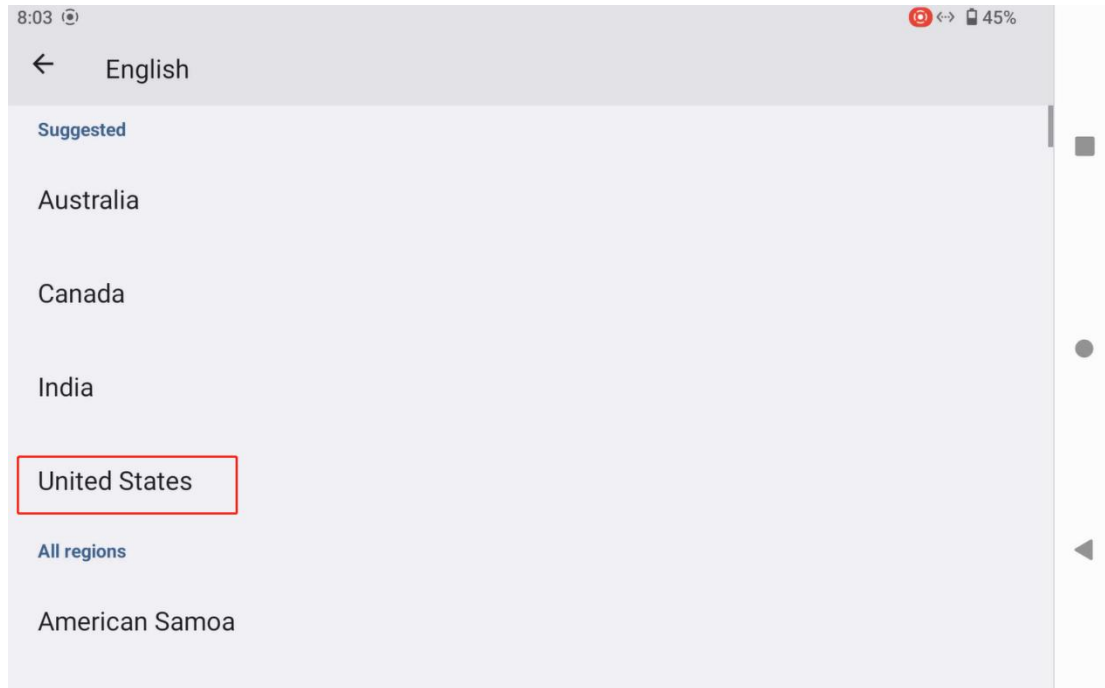 8:03
45%
English
Suggested
Australia
Canada
India
United States
All regions
American Samoa